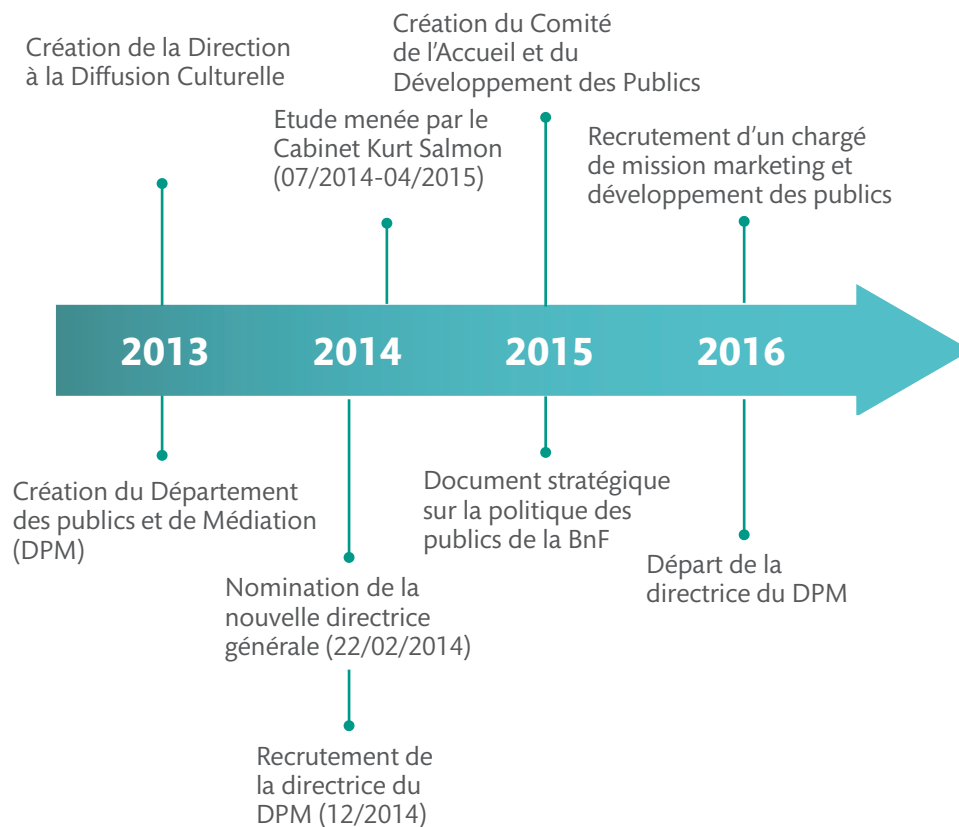 Création de la Direction
à la Diffusion Culturelle
Etude menée par le
Cabinet Kurt Salmon
(07/2014-04/2015)
Création du Comité
de l’Accueil et du
Développement des Publics
Recrutement d’un chargé
de mission marketing et
développement des publics
2013
2014
2015
2016
Création du Département
des publics et de Médiation
(DPM)
Nomination de la
nouvelle directrice
générale (22/02/2014)
Recrutement de
la directrice du
DPM (12/2014)
Document stratégique
sur la politique des
publics de la BnF
Départ de la
directrice du DPM